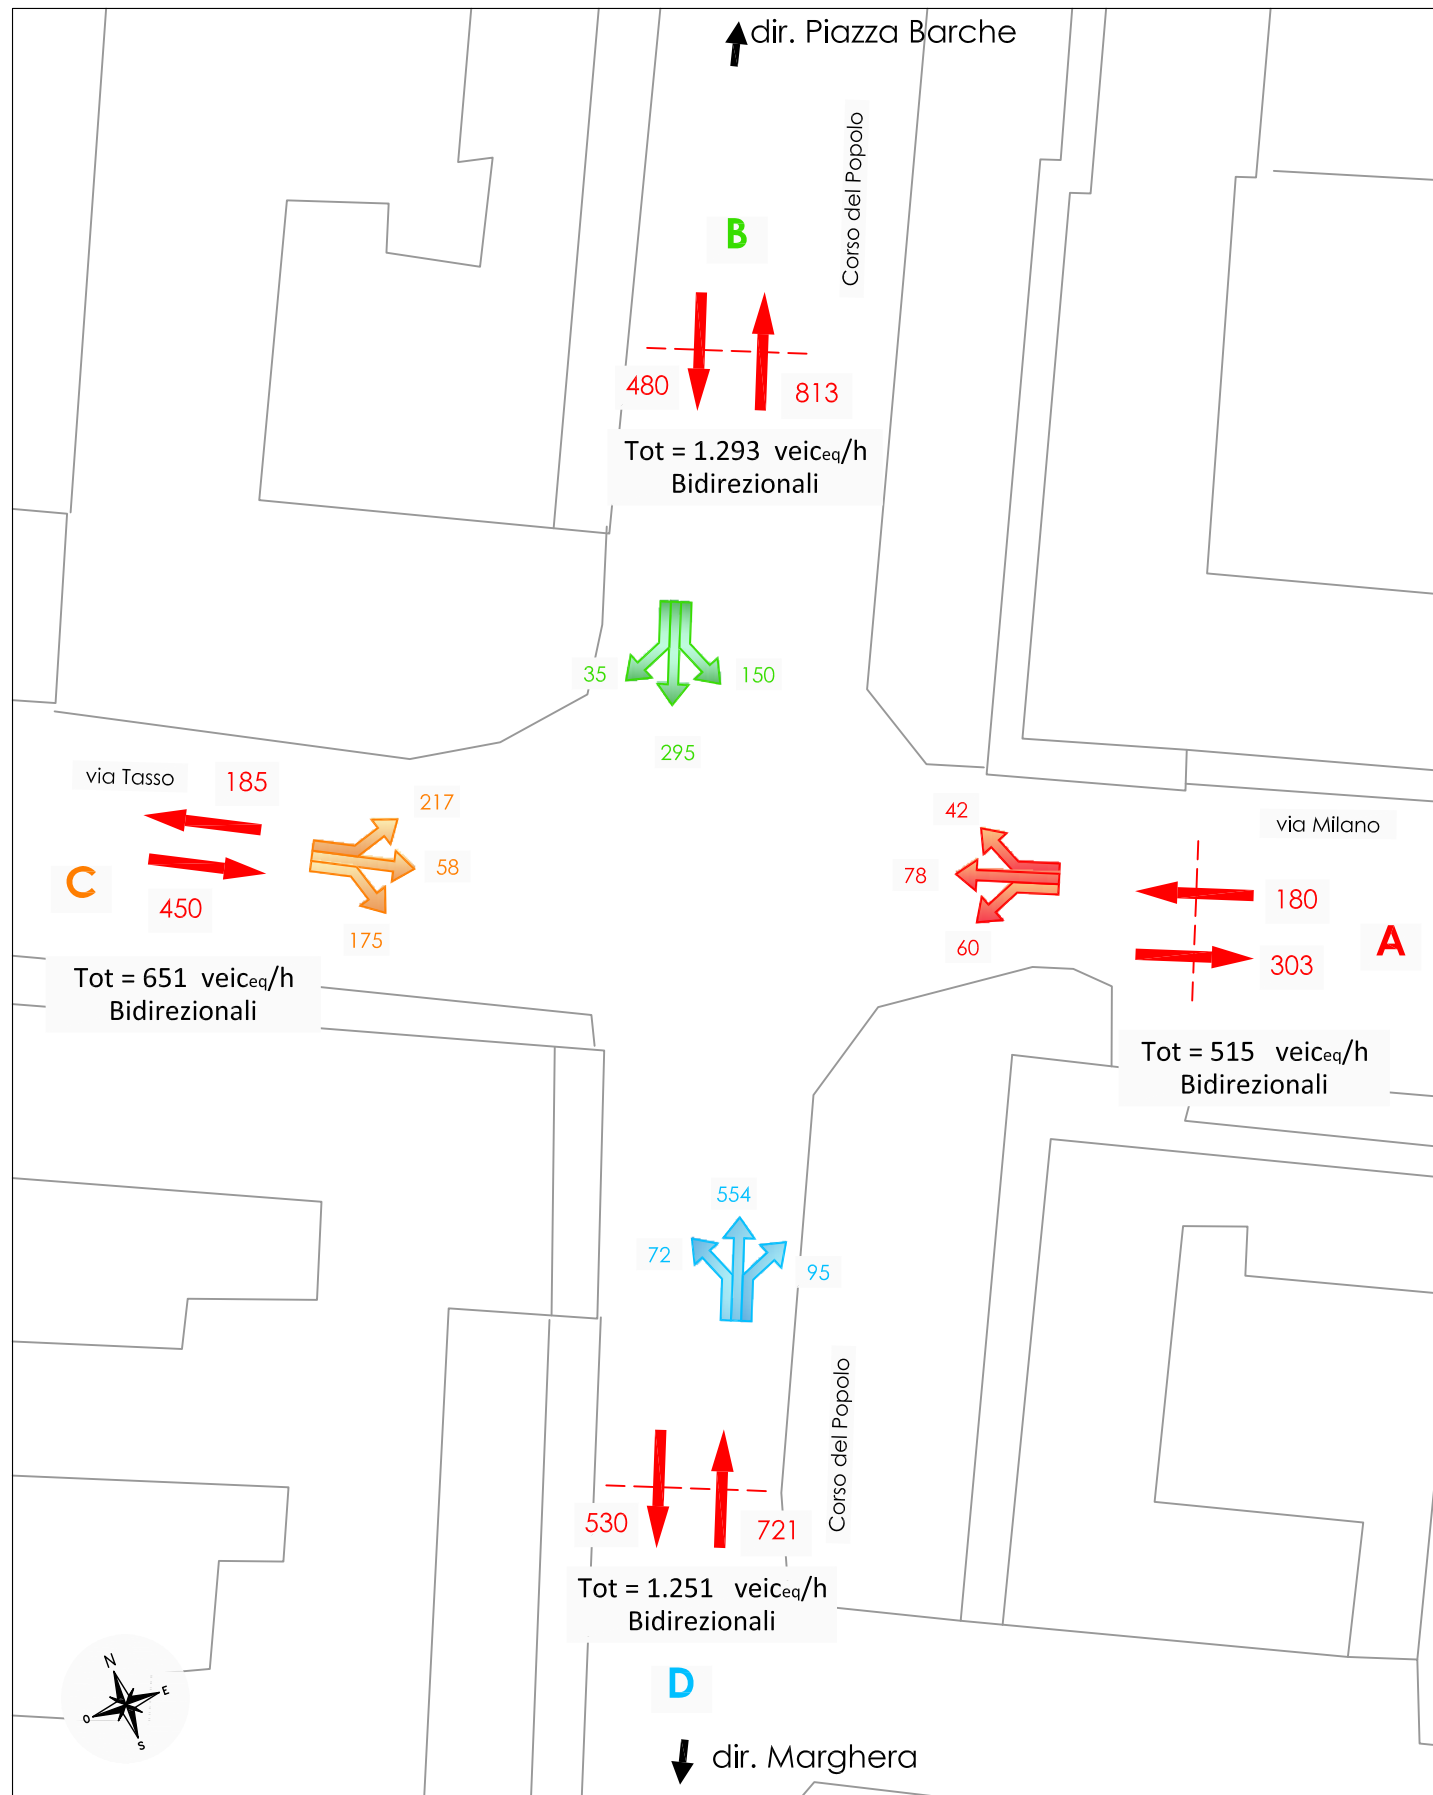 dir. Piazza Barche
Corso del Popolo
B
480
813
Tot = 1.293 veiceq/h
Bidirezionali
35
150
295
via Tasso
185
217
42
via Milano
C
58
78
180
A
450
175
60
303
Tot = 651 veiceq/h
Bidirezionali
Tot = 515 veiceq/h
Bidirezionali
554
72
95
Corso del Popolo
530
721
Tot = 1.251 veiceq/h
Bidirezionali
N
E
O
S
D
dir. Marghera